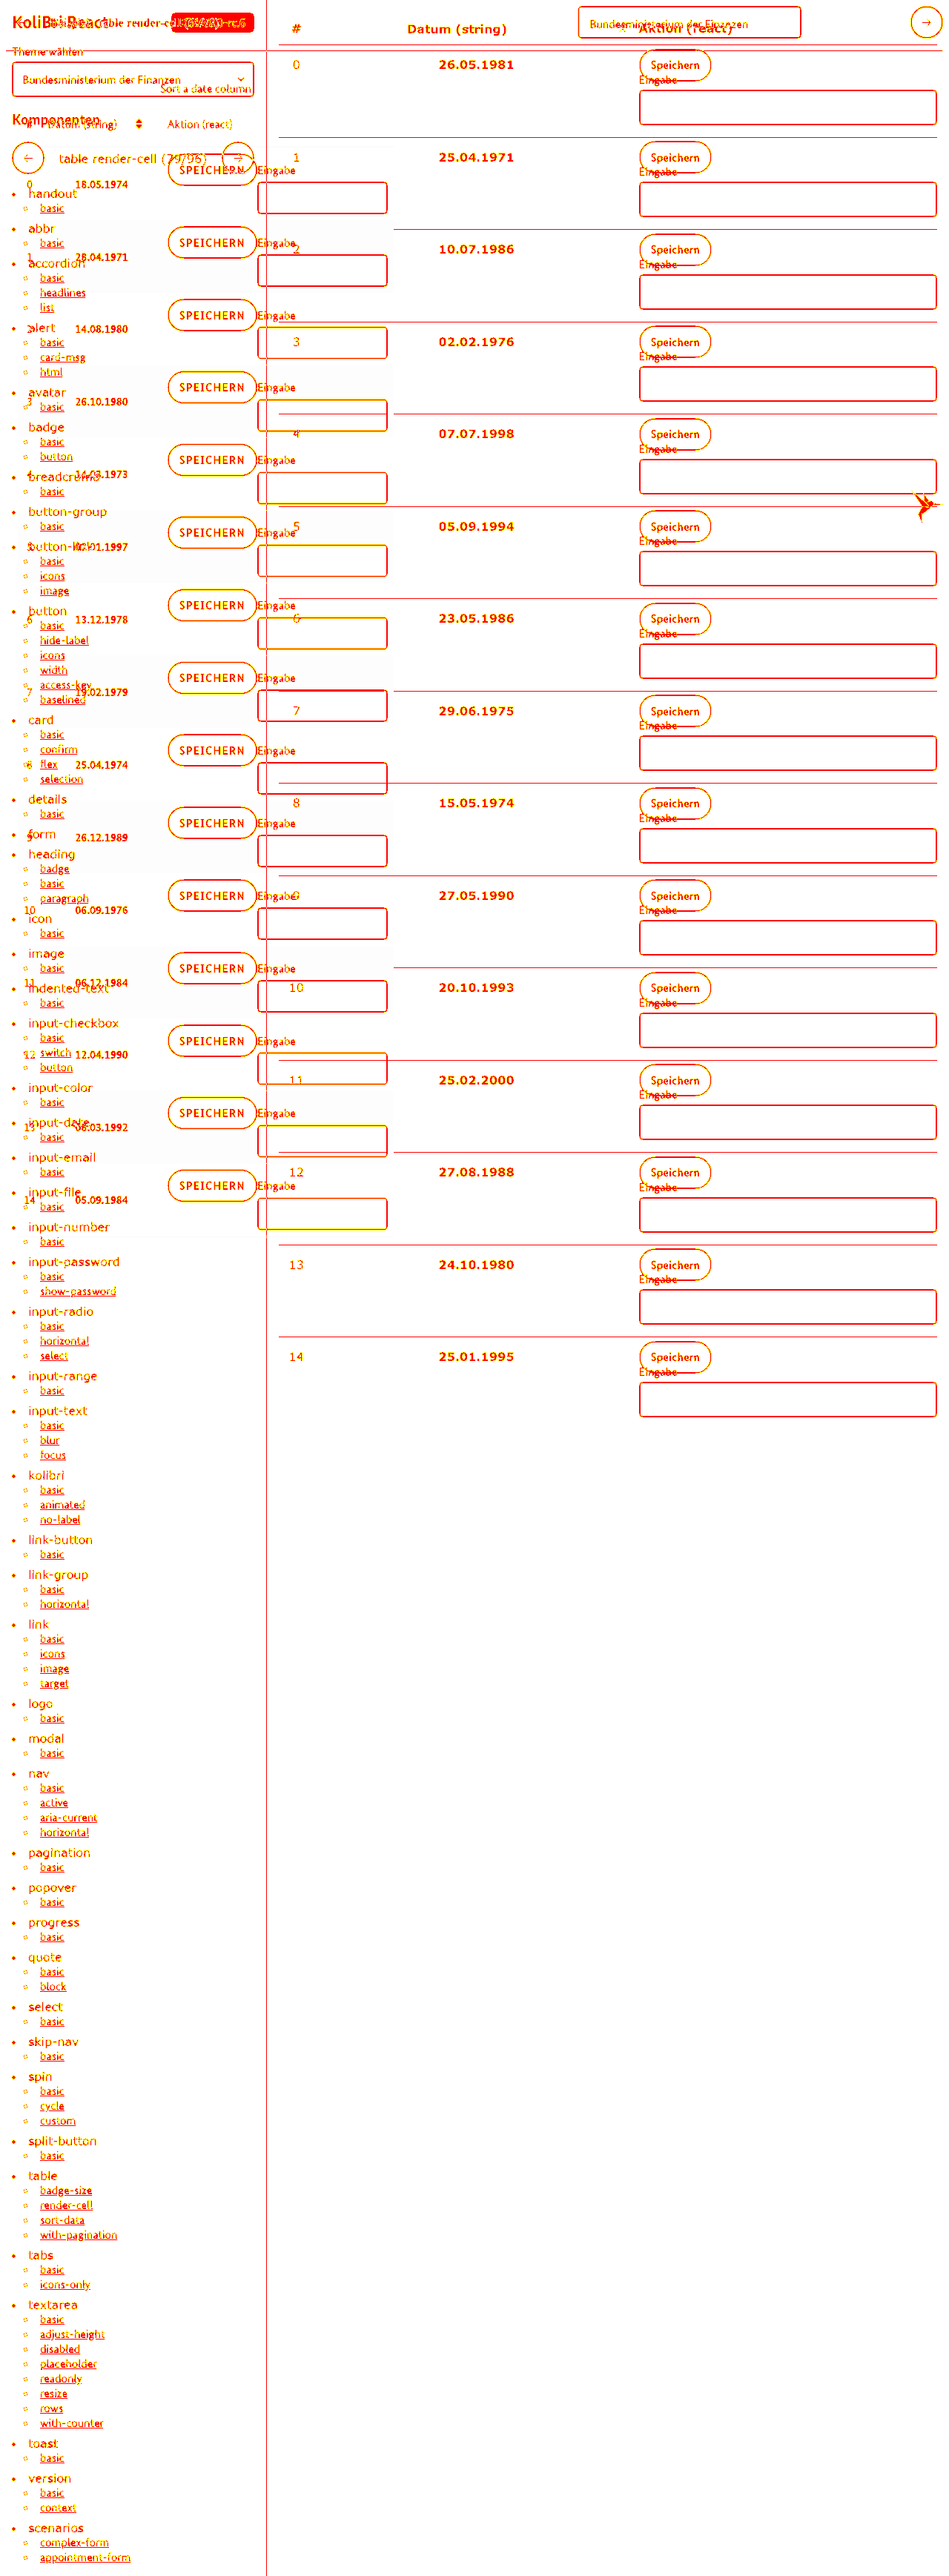 KoliBri React
table render-cell
# Datum (string) Aktion (react)
Bundesministerium der Finanzen
Theme wählen
Bundesministerium der Finanzen
Sort a date column
Komponenten
Datum (string) Aktion (react)
table render-cell (79/96)
0 26.05.1981 Speichern
Eingabe
1 25.04.1971 Speichern
Eingabe
2 10.07.1986 Speichern
Eingabe
3 02.02.1976 Speichern
Eingabe
4 07.07.1998 Speichern
Eingabe
5 05.09.1994 Speichern
Eingabe
6 23.05.1986 Speichern
Eingabe
7 29.06.1975 Speichern
Eingabe
8 15.05.1974 Speichern
Eingabe
9 27.05.1990 Speichern
Eingabe
10 20.10.1993 Speichern
Eingabe
11 25.02.2000 Speichern
Eingabe
12 27.08.1988 Speichern
Eingabe
13 24.10.1980 Speichern
Eingabe
14 25.01.1995 Speichern
Eingabe
0 18.05.1974 SPEICHERN Eingabe
1 28.04.1971 SPEICHERN Eingabe
2 14.08.1980 SPEICHERN Eingabe
3 26.10.1980 SPEICHERN Eingabe
4 SPEICHERN Eingabe
5 SPEICHERN Eingabe
6 13.12.1978 SPEICHERN Eingabe
7 19.02.1979 SPEICHERN Eingabe
8 25.04.1974 SPEICHERN Eingabe
9 26.12.1989 SPEICHERN Eingabe
10 06.09.1976 SPEICHERN Eingabe
11 06.12.1984 SPEICHERN Eingabe
12 12.04.1990 SPEICHERN Eingabe
13 08.03.1992 SPEICHERN Eingabe
14 05.09.1984 SPEICHERN Eingabe
handout
basic
abbr
basic
accordion
basic
headlines
list
alert
basic
card-msg
html
avatar
basic
badge
basic
button
breadcrumb
basic
button-group
basic
button-link
basic
icons
image
button
basic
hide-label
icons
width
access-key
baselined
card
basic
confirm
flex
selection
details
basic
form
heading
badge
basic
paragraph
icon
basic
image
basic
indented-text
basic
input-checkbox
basic
switch
button
input-color
basic
input-date
basic
input-email
basic
input-file
basic
input-number
basic
input-password
basic
show-password
input-radio
basic
horizontal
select
input-range
basic
input-text
basic
blur
focus
kolibri
basic
animated
no-label
link-button
basic
link-group
basic
horizontal
link
basic
icons
image
target
logo
basic
modal
basic
nav
basic
active
aria-current
horizontal
pagination
basic
popover
basic
progress
basic
quote
basic
block
select
basic
skip-nav
basic
spin
basic
cycle
custom
split-button
basic
table
badge-size
render-cell
sort-data
with-pagination
tabs
basic
icons-only
textarea
basic
adjust-height
disabled
placeholder
readonly
resize
rows
with-counter
toast
basic
version
basic
context
scenarios
complex-form
appointment-form